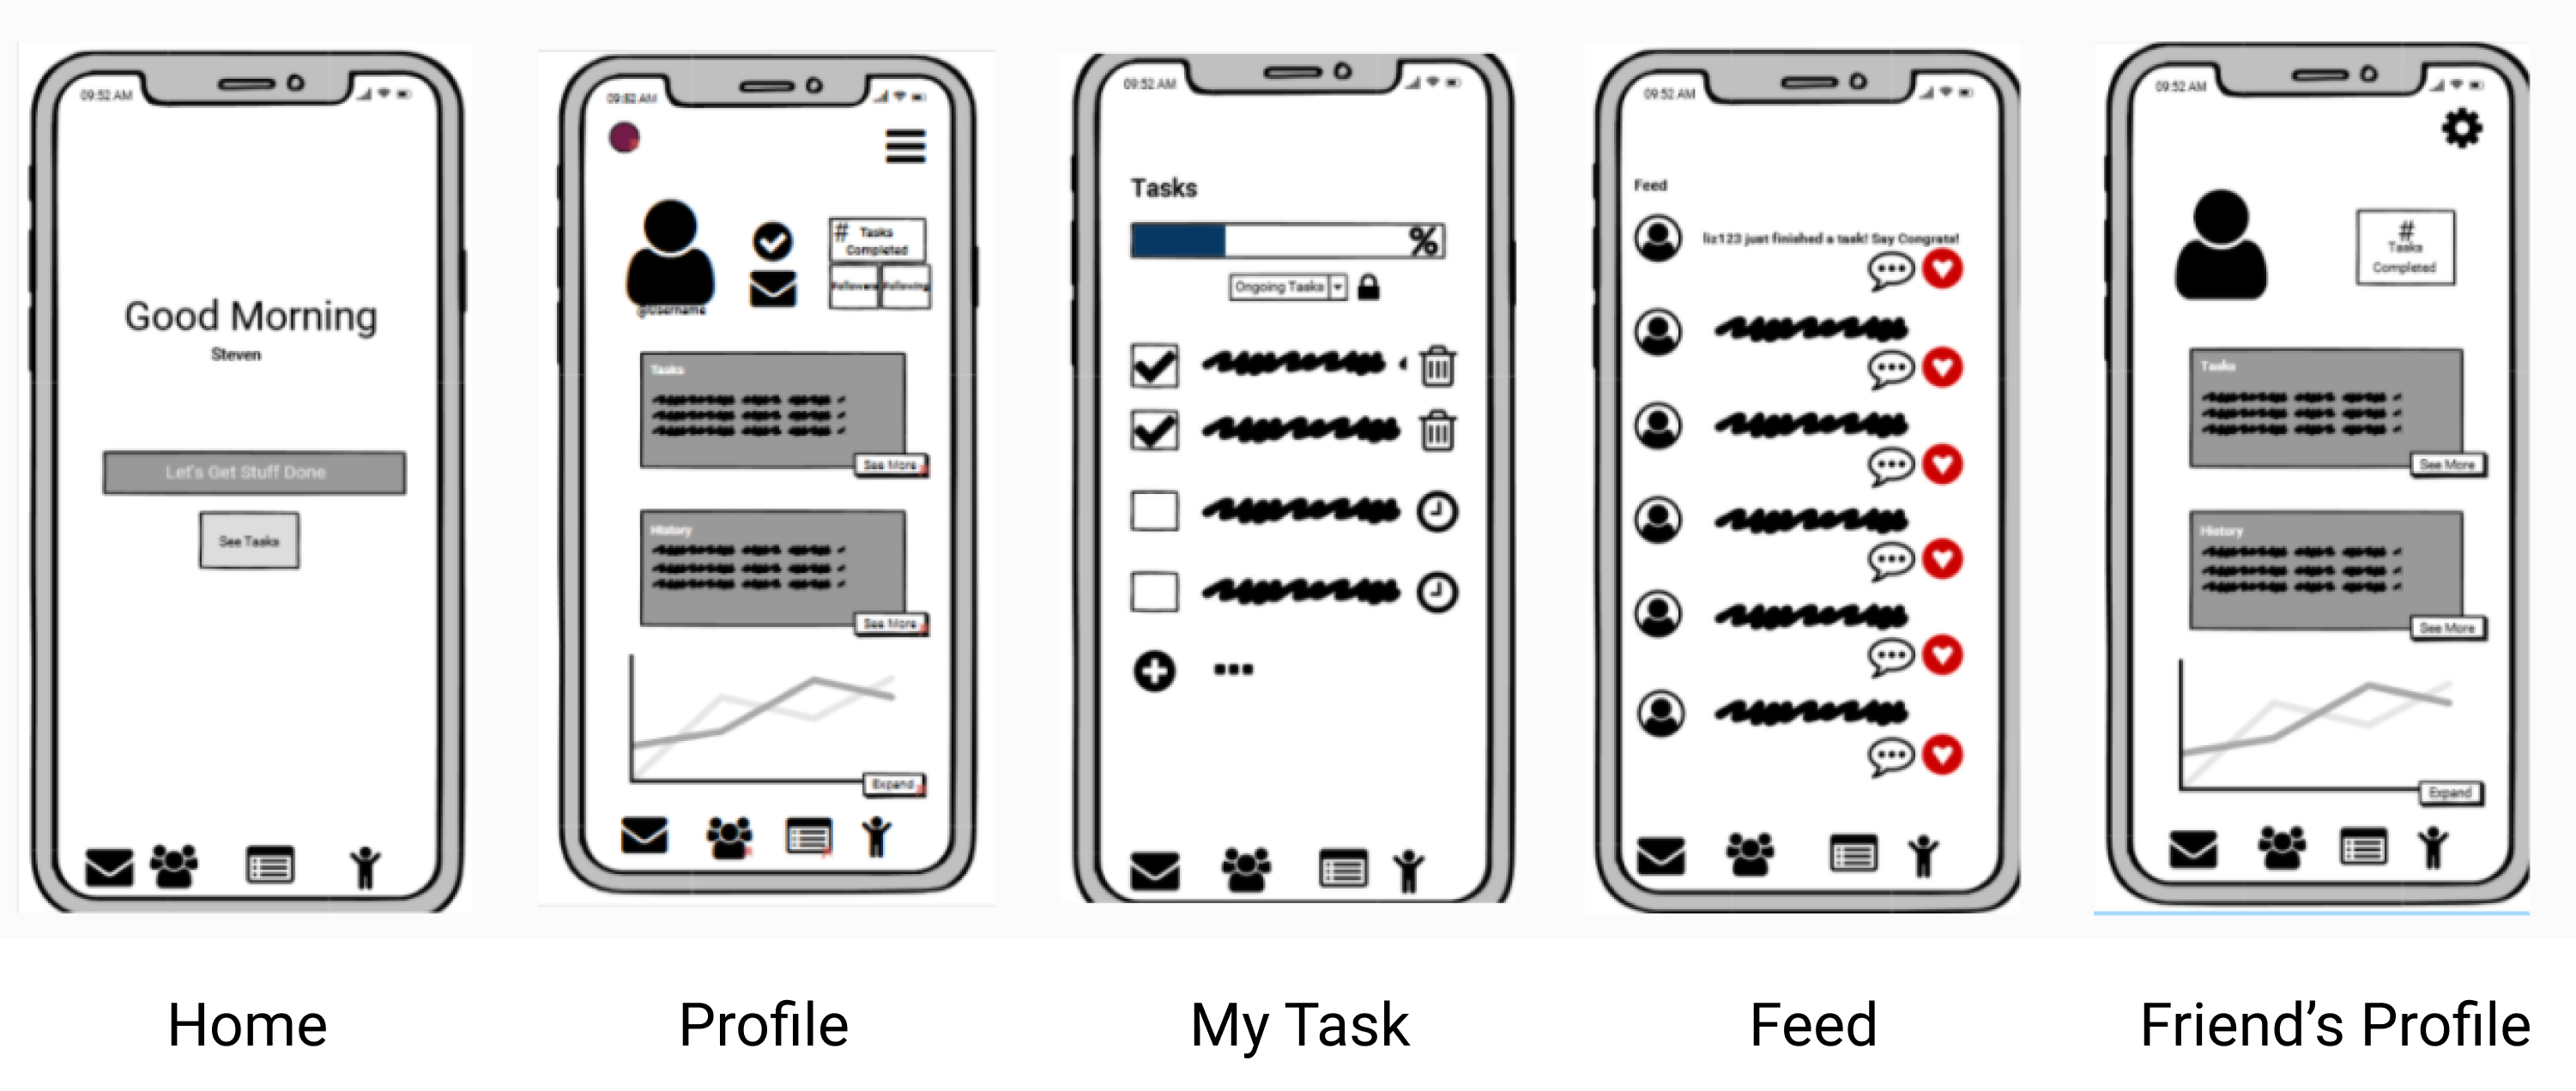 09:52 AM
Good Morning
Steven
Let's Get Stuff Done
See Tasks
Home
09:52 AM
# Tasks
Completed
Followers Following
@Username
Tasks
See More
History
See More
Expand
Profile
09:52 AM
Tasks
%
Ongoing Tasks
My Task
09:52 AM
Feed
liz123 just finished a task! Say Congrats!
Feed
09:52 AM
#
Tasks
Completed
Tasks
See More
History
See More
Expand
Friend’s Profile